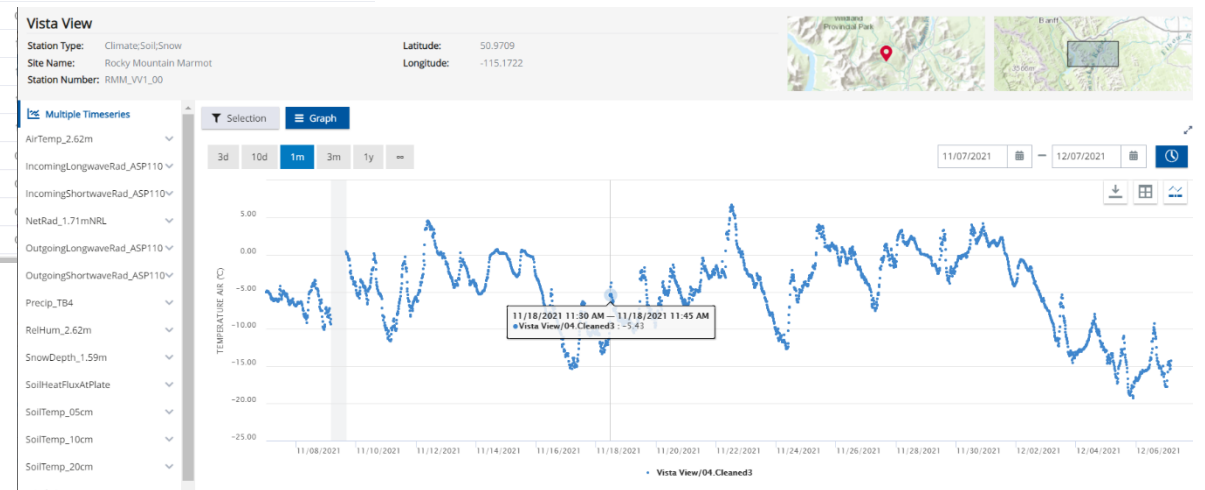 Vista View
Station Type: Climate;Soil;Snow
Site Name: Rocky Mountain Marmot
Station Number: RMM_VV1_00
Latitude: 50.9709
Longitude: -115.1722
Provincial Park
Banff
Multiple Timeseries
AirTemp_2.62m
IncomingLongwaveRad_ASP110
IncomingShortwaveRad_ASP110
NetRad_1.71mNRL
OutgoingLongwaveRad_ASP110
OutgoingShortwaveRad_ASP110
Precip_TB4
RelHum_2.62m
SnowDepth_1.59m
SoilHeatFluxAtPlate
SoilTemp_05cm
SoilTemp_10cm
SoilTemp_20cm
Selection
Graph
3d 10d 1m 3m 1y
11/07/2021 — 12/07/2021
TEMPERATURE AIR (°C)
5.00
0.00
-5.00
-10.00
-15.00
-20.00
-25.00
11/18/2021 11:30 AM — 11/18/2021 11:45 AM
Vista View/04.Cleaned3 : -5.43
11/08/2021 11/10/2021 11/12/2021 11/14/2021 11/16/2021 11/18/2021 11/20/2021 11/22/2021 11/24/2021 11/26/2021 11/28/2021 11/30/2021 12/02/2021 12/04/2021 12/06/2021
Vista View/04.Cleaned3